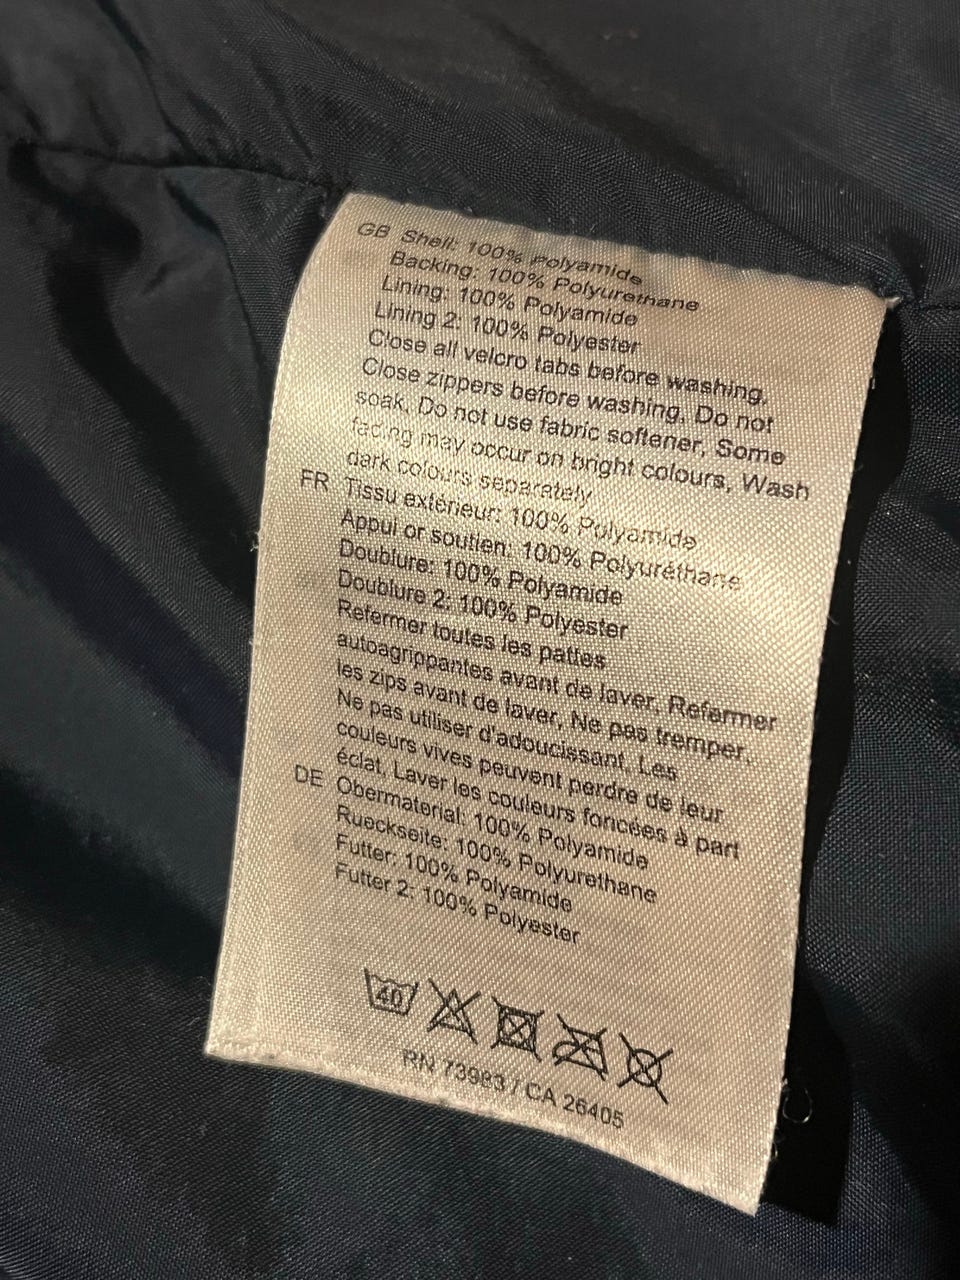 GB Shell: 100% Polyamide
Backing: 100% Polyurethane
Lining: 100% Polyamide
Lining 2: 100% Polyester
Close all velcro tabs before washing.
Close zippers before washing. Do not
soak. Do not use fabric softener. Some
fading may occur on bright colours. Wash
dark colours separately
FR Tissu extérieur: 100% Polyamide
Appui or soutien: 100% Polyuréthane
Doublure: 100% Polyamide
Doublure 2: 100% Polyester
Refermer toutes les pattes
autoagrippantes avant de laver. Refermer
les zips avant de laver. Ne pas tremper.
Ne pas utiliser d'adoucissant. Les
couleurs vives peuvent perdre de leur
éclat. Laver les couleurs foncées à part
DE Obermaterial: 100% Polyamide
Rueckseite: 100% Polyurethane
Futter: 100% Polyamide
Futter 2: 100% Polyester
40
RN 73983 / CA 26405